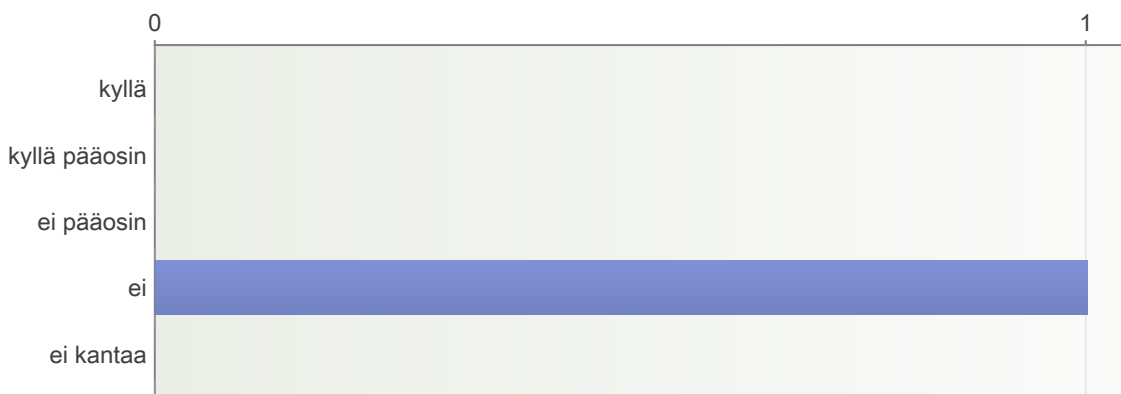 0 1
kyllä
kyllä pääosin
ei pääosin
ei
ei kantaa